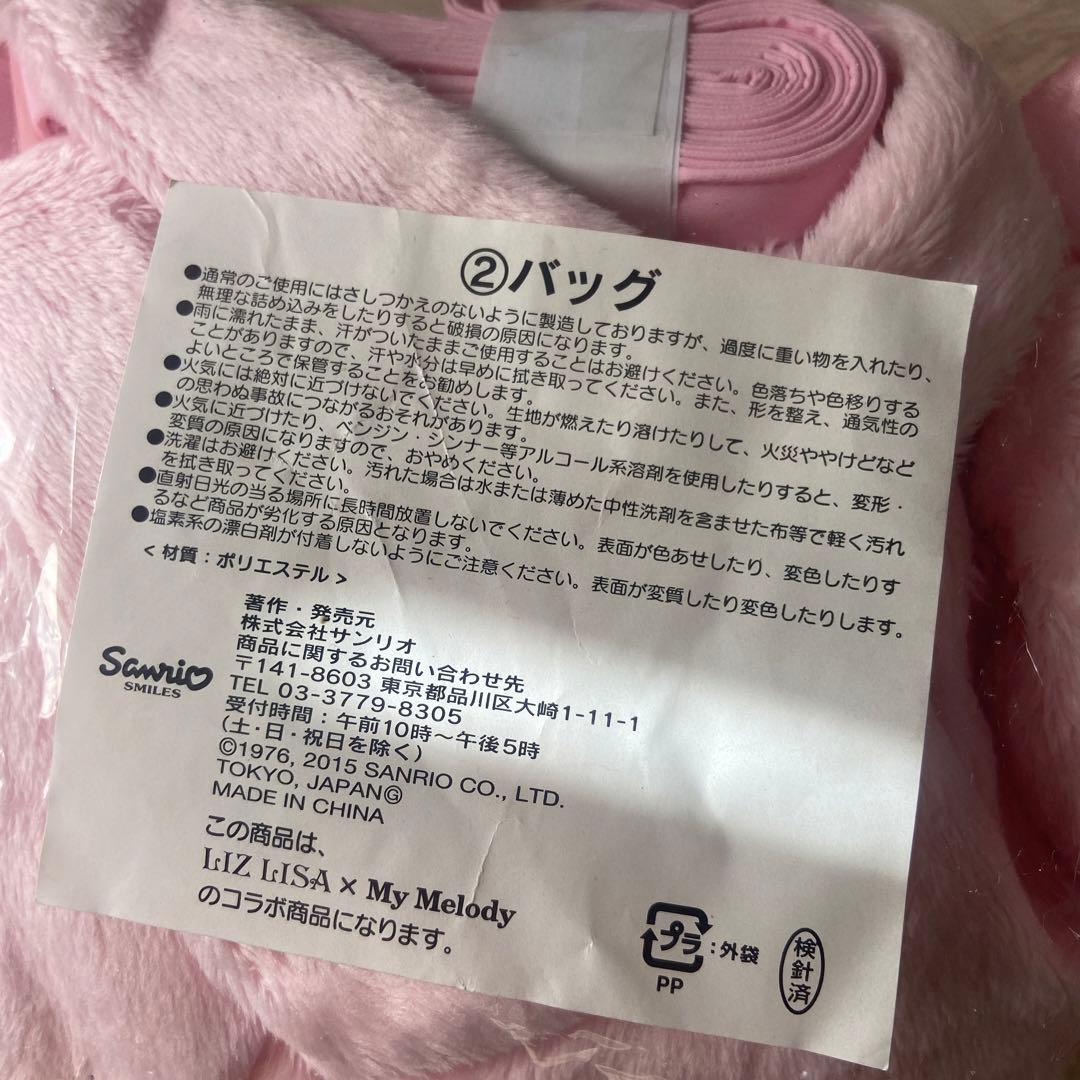 ②バッグ
●通常のご使用にはさしつかえのないように製造しておりますが、過度に重い物を入れたり、
無理な詰め込みをしたりすると破損の原因になります。
●雨に濡れたまま、汗がついたままご使用することはお避けください。色落ちや色移りする
ことがありますので、汗や水分は早めに拭き取ってください。また、形を整え、通気性の
よいところで保管することをお勧めします。
●火気には絶対に近づけないでください。生地が燃えたり溶けたりして、火災ややけどなど
の思わぬ事故につながるおそれがあります。
●火気に近づけたり、ベンジン・シンナー等アルコール系溶剤を使用したりすると、変形・
変質の原因になりますので、おやめください。
●洗濯はお避けください。汚れた場合は水または薄めた中性洗剤を含ませた布等で軽く汚れ
を拭き取ってください。
●直射日光の当る場所に長時間放置しないでください。表面が色あせしたり、変色したりす
るなど商品が劣化する原因となります。
●塩素系の漂白剤が付着しないようにご注意ください。表面が変質したり変色したりします。
<材質：ポリエステル>
著作・発売元
株式会社サンリオ
商品に関するお問い合わせ先
〒141-8603 東京都品川区大崎1-11-1
TEL 03-3779-8305
受付時間：午前10時〜午後5時
(土・日・祝日を除く)
©1976, 2015 SANRIO CO., LTD.
TOKYO, JAPANⒼ
MADE IN CHINA
Sanrio
SMILES
この商品は、
LIZ LISA × My Melody
のコラボ商品になります。
プラ：外袋
PP
検針済